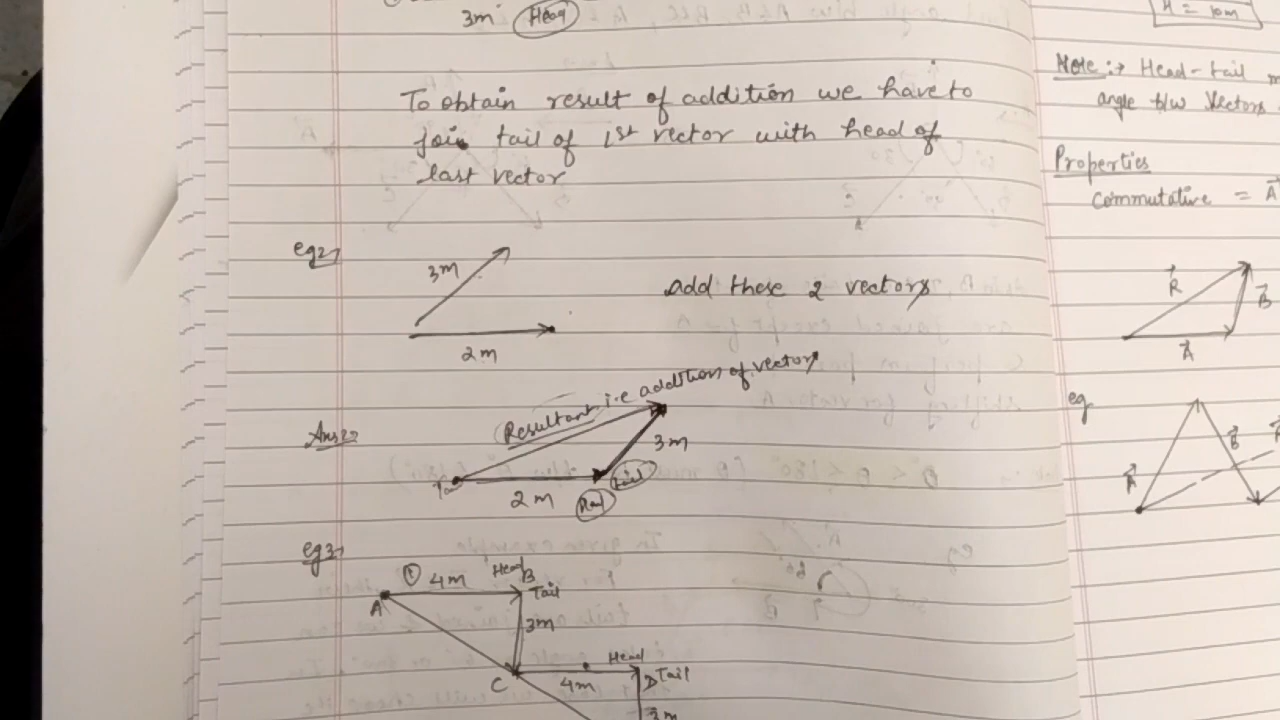 3m Head
To obtain result of addition we have to
join tail of 1st vector with head of
last vector
eg2→
3m
2m
add these 2 vectors
Ans2→
Resultant i.e addition of vectors
3m
2m
tail
eg3→
① 4m Head
A
B
Tail
3m
C
4m
Head
D Tail
3m
H = 10m
Note :→ Head-tail m
angle b/w Vectors
Properties
Commutative = A⃗
R⃗
B⃗
A⃗
eg
A⃗
B⃗